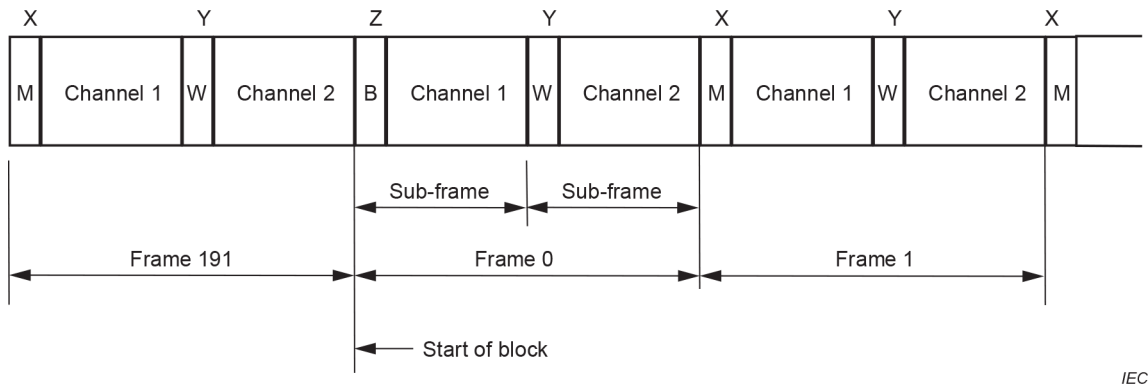 X Y Z Y X Y X
M Channel 1 W Channel 2 B Channel 1 W Channel 2 M Channel 1 W Channel 2 M
Sub-frame Sub-frame
Frame 191 Frame 0 Frame 1
Start of block
IEC